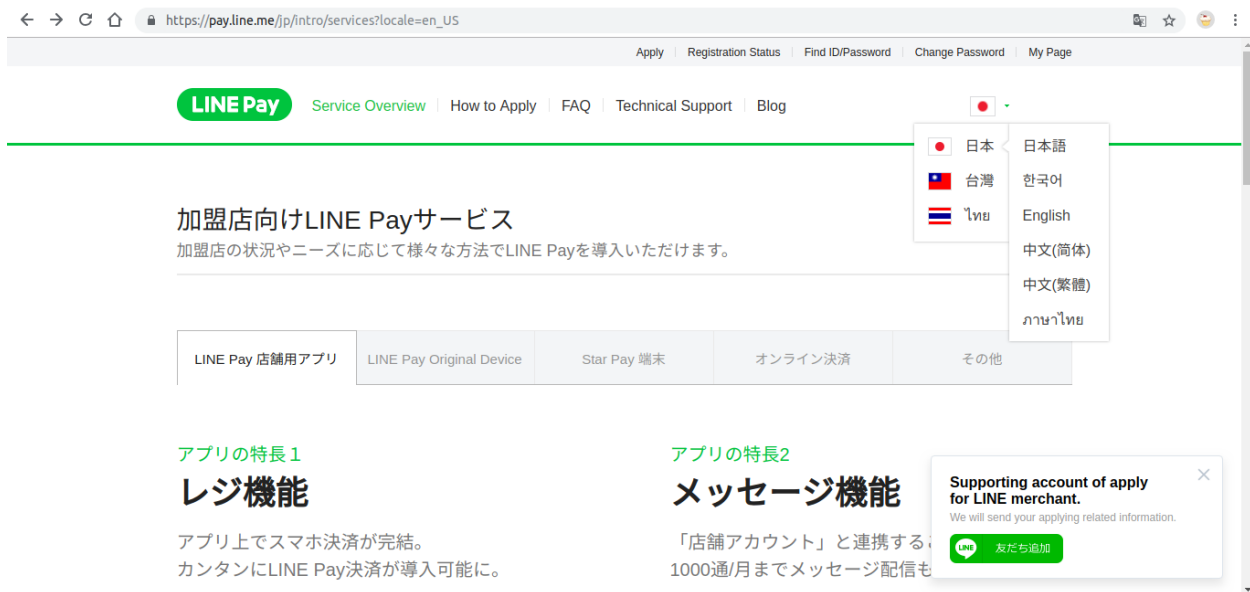 https://pay.line.me/jp/intro/services?locale=en_US
Apply Registration Status Find ID/Password Change Password My Page
LINE Pay Service Overview How to Apply FAQ Technical Support Blog
日本
台灣
ไทย
日本語
한국어
English
中文(简体)
中文(繁體)
ภาษาไทย
加盟店向けLINE Payサービス
加盟店の状況やニーズに応じて様々な方法でLINE Payを導入いただけます。
LINE Pay 店舗用アプリ LINE Pay Original Device Star Pay 端末 オンライン決済 その他
アプリの特長１
レジ機能
アプリ上でスマホ決済が完結。
カンタンにLINE Pay決済が導入可能に。
アプリの特長2
メッセージ機能
「店舗アカウント」と連携する
1000通/月までメッセージ配信も
Supporting account of apply
for LINE merchant.
We will send your applying related information.
LINE 友だち追加